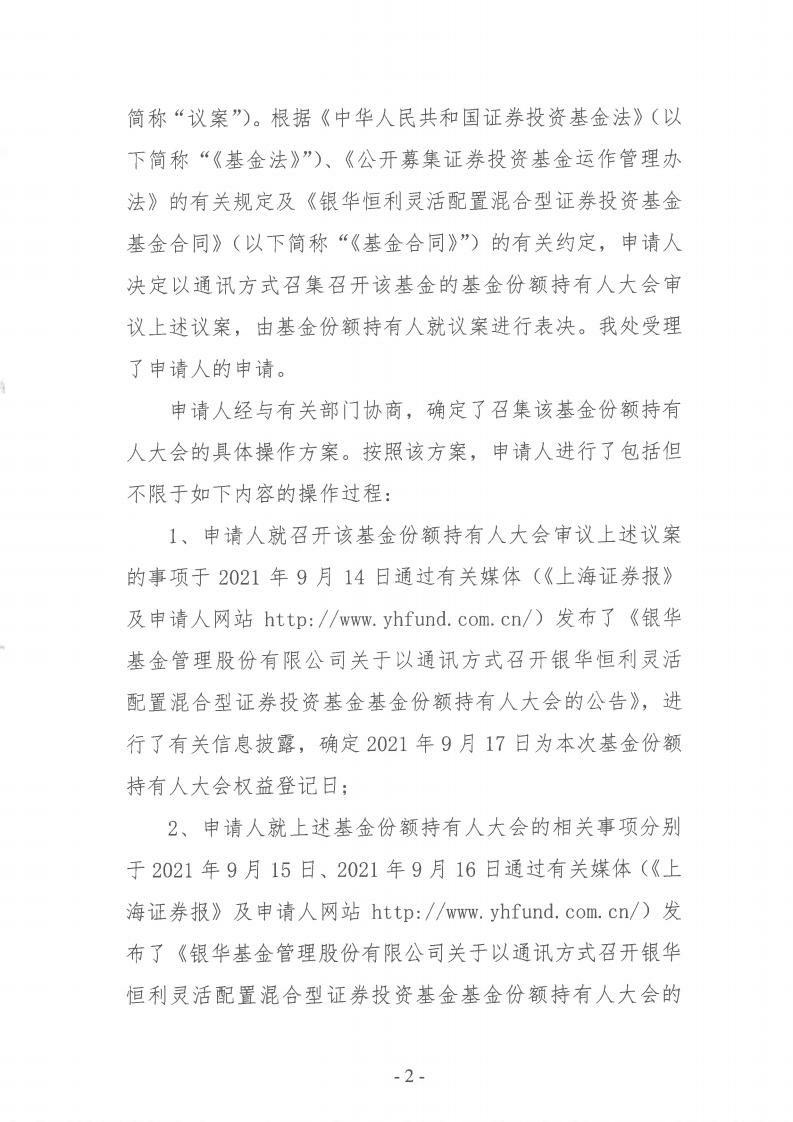 简称“议案”)。根据《中华人民共和国证券投资基金法》(以
下简称“《基金法》”)、《公开募集证券投资基金运作管理办
法》的有关规定及《银华恒利灵活配置混合型证券投资基金
基金合同》(以下简称“《基金合同》”)的有关约定，申请人
决定以通讯方式召集召开该基金的基金份额持有人大会审
议上述议案，由基金份额持有人就议案进行表决。我处受理
了申请人的申请。
申请人经与有关部门协商，确定了召集该基金份额持有
人大会的具体操作方案。按照该方案，申请人进行了包括但
不限于如下内容的操作过程：
1、申请人就召开该基金份额持有人大会审议上述议案
的事项于 2021 年 9 月 14 日通过有关媒体(《上海证券报》
及申请人网站 http://www.yhfund.com.cn/)发布了《银华
基金管理股份有限公司关于以通讯方式召开银华恒利灵活
配置混合型证券投资基金基金份额持有人大会的公告》，进
行了有关信息披露，确定 2021 年 9 月 17 日为本次基金份额
持有人大会权益登记日；
2、申请人就上述基金份额持有人大会的相关事项分别
于 2021 年 9 月 15 日、2021 年 9 月 16 日通过有关媒体(《上
海证券报》及申请人网站 http://www.yhfund.com.cn/)发
布了《银华基金管理股份有限公司关于以通讯方式召开银华
恒利灵活配置混合型证券投资基金基金份额持有人大会的
- 2 -